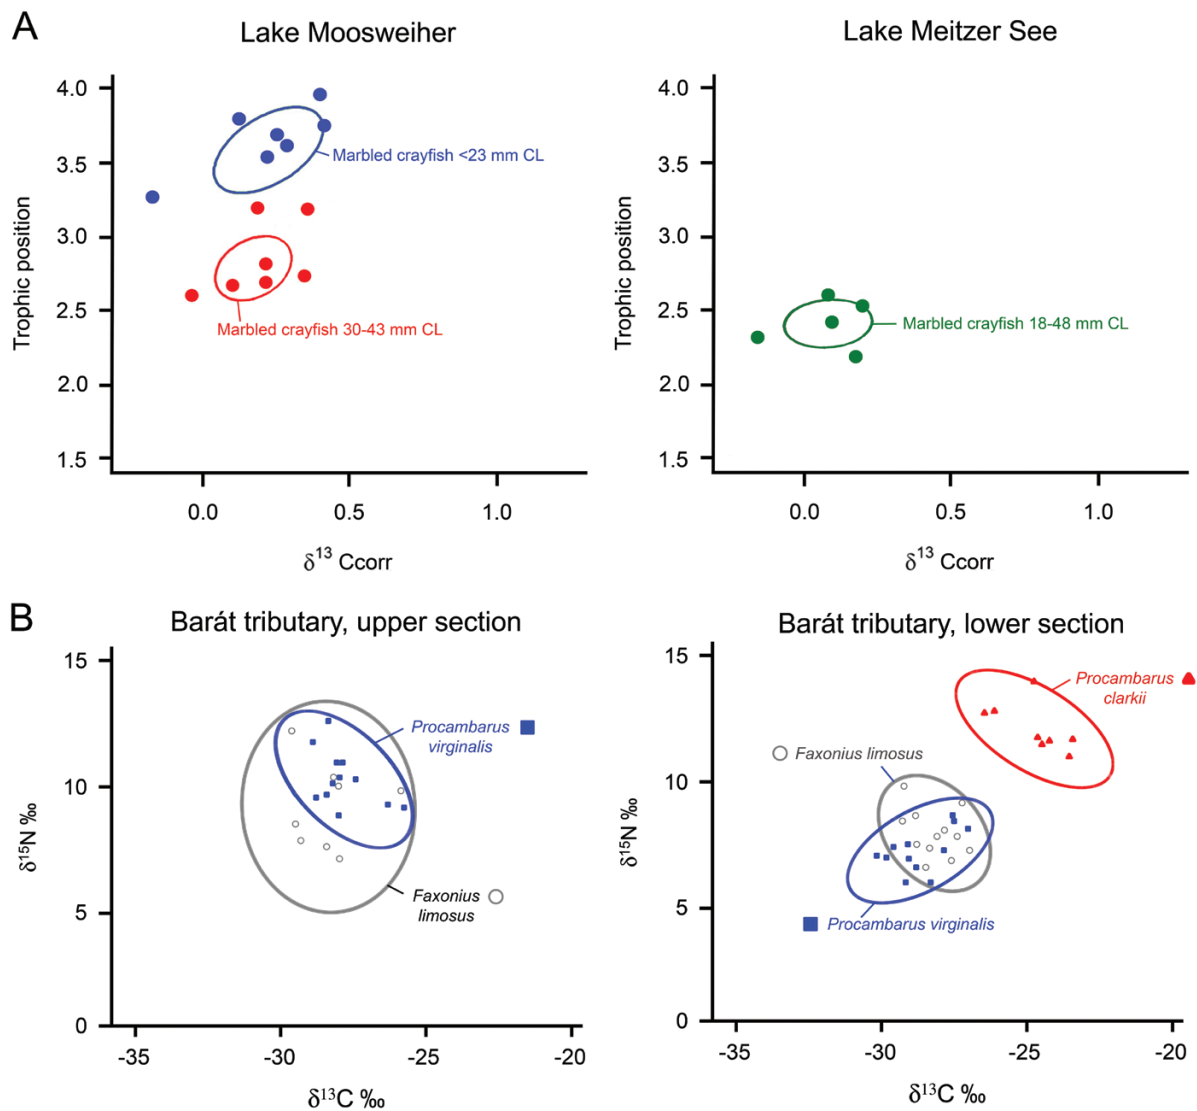 A
Lake Moosweiher
Lake Meitzer See
4.0
3.5
3.0
2.5
2.0
1.5
Trophic position
Marbled crayfish <23 mm CL
Marbled crayfish 30-43 mm CL
0.0
0.5
1.0
δ13 Ccorr
4.0
3.5
3.0
2.5
2.0
1.5
Trophic position
Marbled crayfish 18-48 mm CL
0.0
0.5
1.0
δ13 Ccorr
B
Barát tributary, upper section
Barát tributary, lower section
15
10
5
0
δ15N ‰
Procambarus
virginalis
Faxonius
limosus
-35
-30
-25
-20
δ13C ‰
15
10
5
0
δ15N ‰
Procambarus
clarkii
Faxonius limosus
Procambarus virginalis
-35
-30
-25
-20
δ13C ‰